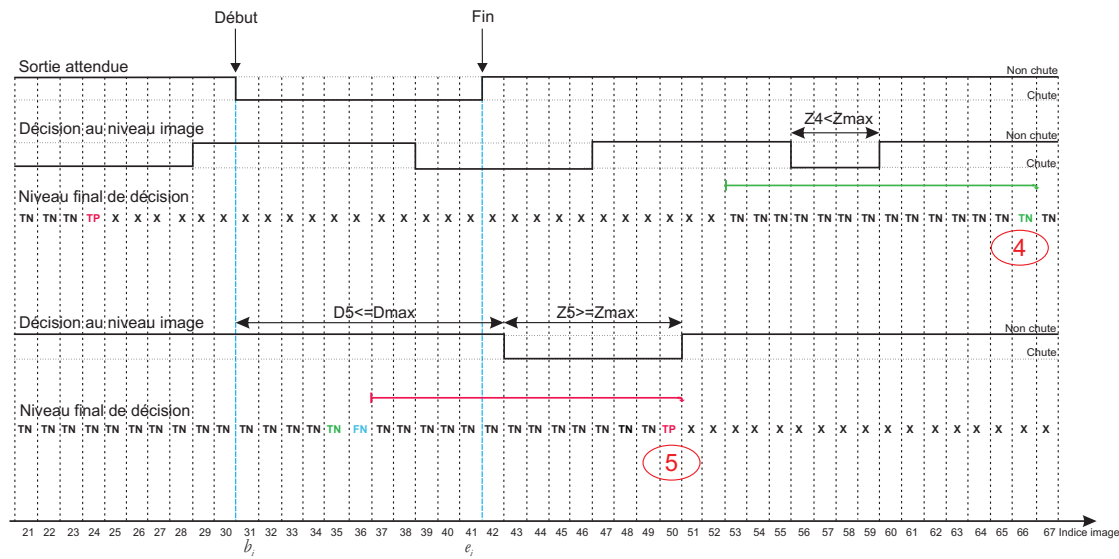 Début Fin
Sortie attendue
Non chute
Chute
Décision au niveau image
Z4<Zmax
Non chute
Chute
Niveau final de décision
TN TN TN TP X X X X X X X X X X X X X X X X X X X X X X X X X X X X TN TN TN TN TN TN TN TN TN TN TN TN TN TN TN
4
D5<=Dmax Z5>=Zmax
Décision au niveau image
Non chute
Chute
Niveau final de décision
TN TN TN TN TN TN TN TN TN TN TN TN TN TN TN FN TN TN TN TN TN TN TN TN TN TN TN TN TN TP X X X X X X X X X X X X X X X X X
5
21 22 23 24 25 26 27 28 29 30 31 32 33 34 35 36 37 38 39 40 41 42 43 44 45 46 47 48 49 50 51 52 53 54 55 56 57 58 59 60 61 62 63 64 65 66 67 Indice image
b_i e_i